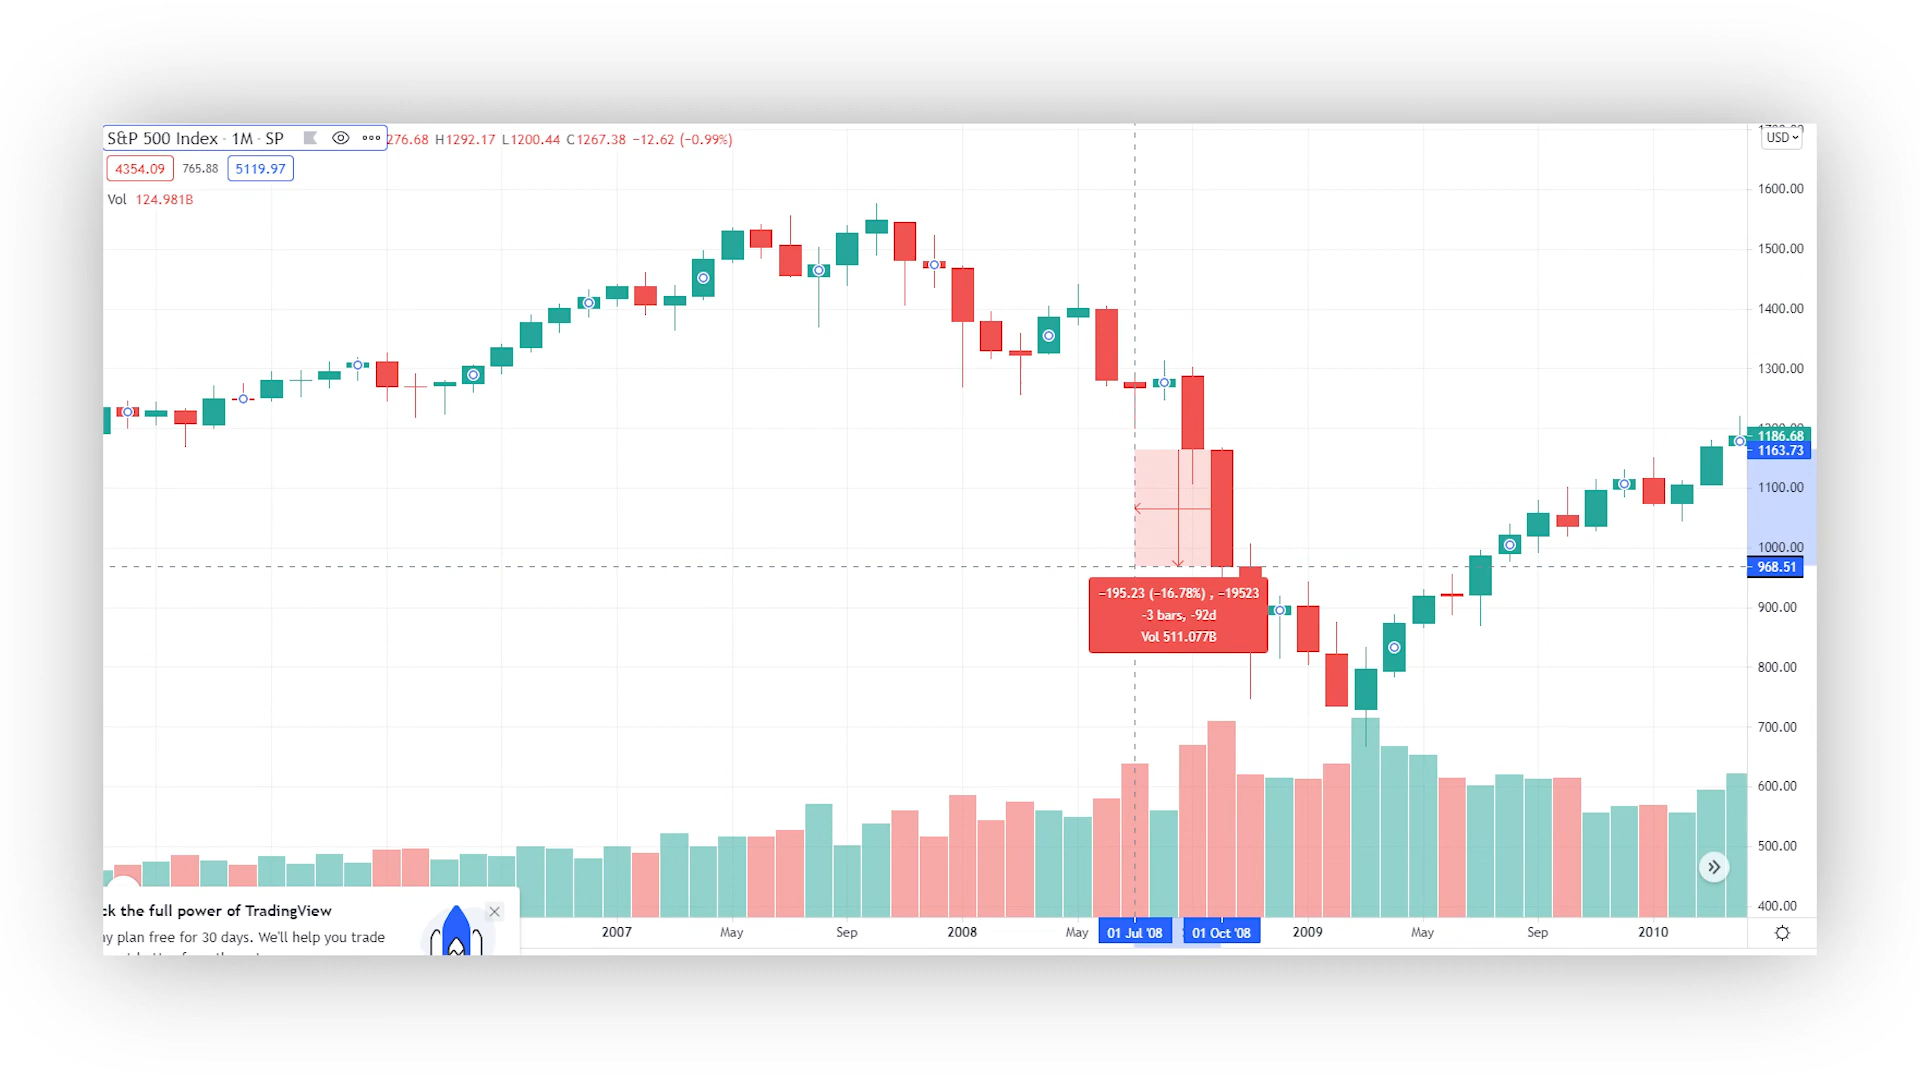 S&P 500 Index · 1M · SP
276.68 H1292.17 L1200.44 C1267.38 −12.62 (−0.99%)
USD
4354.09 765.88 5119.97
Vol 124.981B
1600.00
1500.00
1400.00
1300.00
1186.68
1163.73
1100.00
1000.00
968.51
900.00
800.00
700.00
600.00
500.00
400.00
−195.23 (−16.78%) , −19523
-3 bars, -92d
Vol 511.077B
ck the full power of TradingView
y plan free for 30 days. We'll help you trade
2007 May Sep 2008 May 01 Jul '08 01 Oct '08 2009 May Sep 2010